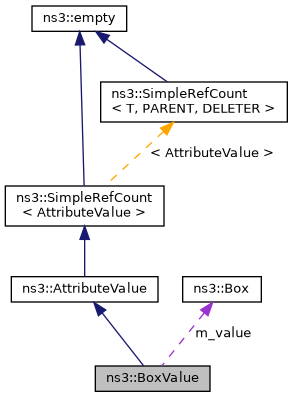 ns3::empty
ns3::SimpleRefCount
< T, PARENT, DELETER >
< AttributeValue >
ns3::SimpleRefCount
< AttributeValue >
ns3::AttributeValue
ns3::Box
m_value
ns3::BoxValue